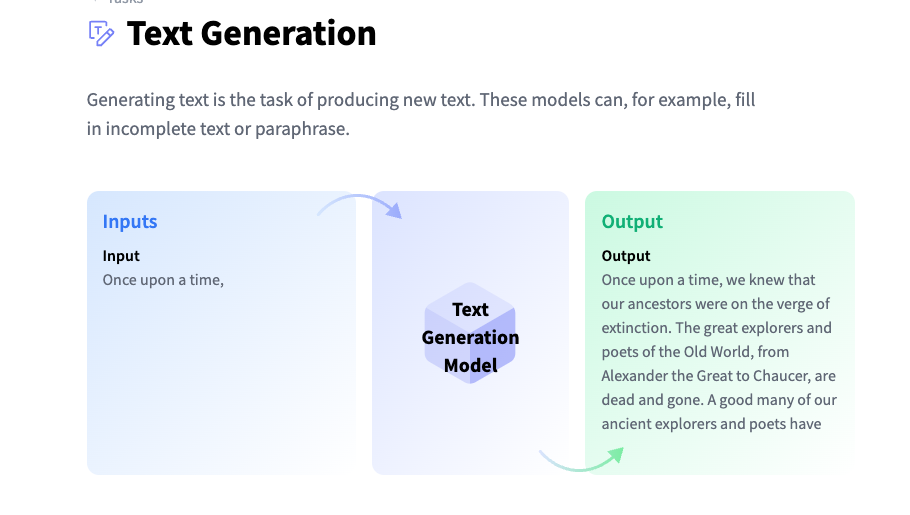 Tasks
Text Generation
Generating text is the task of producing new text. These models can, for example, fill
in incomplete text or paraphrase.
Inputs
Input
Once upon a time,
Text
Generation
Model
Output
Output
Once upon a time, we knew that
our ancestors were on the verge of
extinction. The great explorers and
poets of the Old World, from
Alexander the Great to Chaucer, are
dead and gone. A good many of our
ancient explorers and poets have